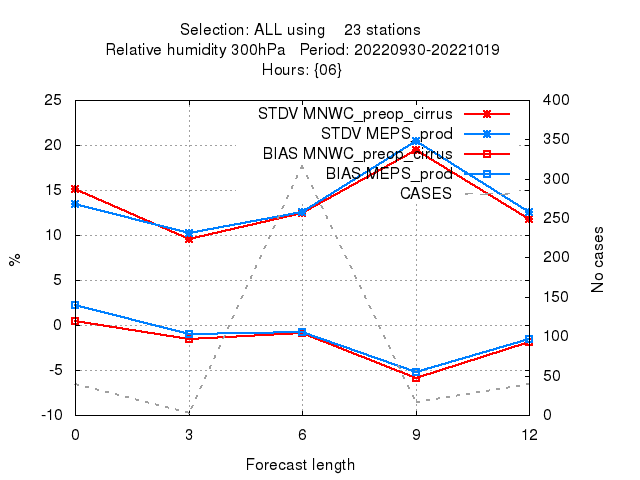 Selection: ALL using    23 stations
Relative humidity 300hPa   Period: 20220930-20221019
Hours: {06}
25 400
STDV MNWC_preop_cirrus
350
STDV MEPS_prod
20
BIAS MNWC_preop_cirrus
300
BIAS MEPS_prod
15
CASES
250
10
200
%
No cases
5
150
0
100
-5
50
-10 0
0 3 6 9 12
Forecast length